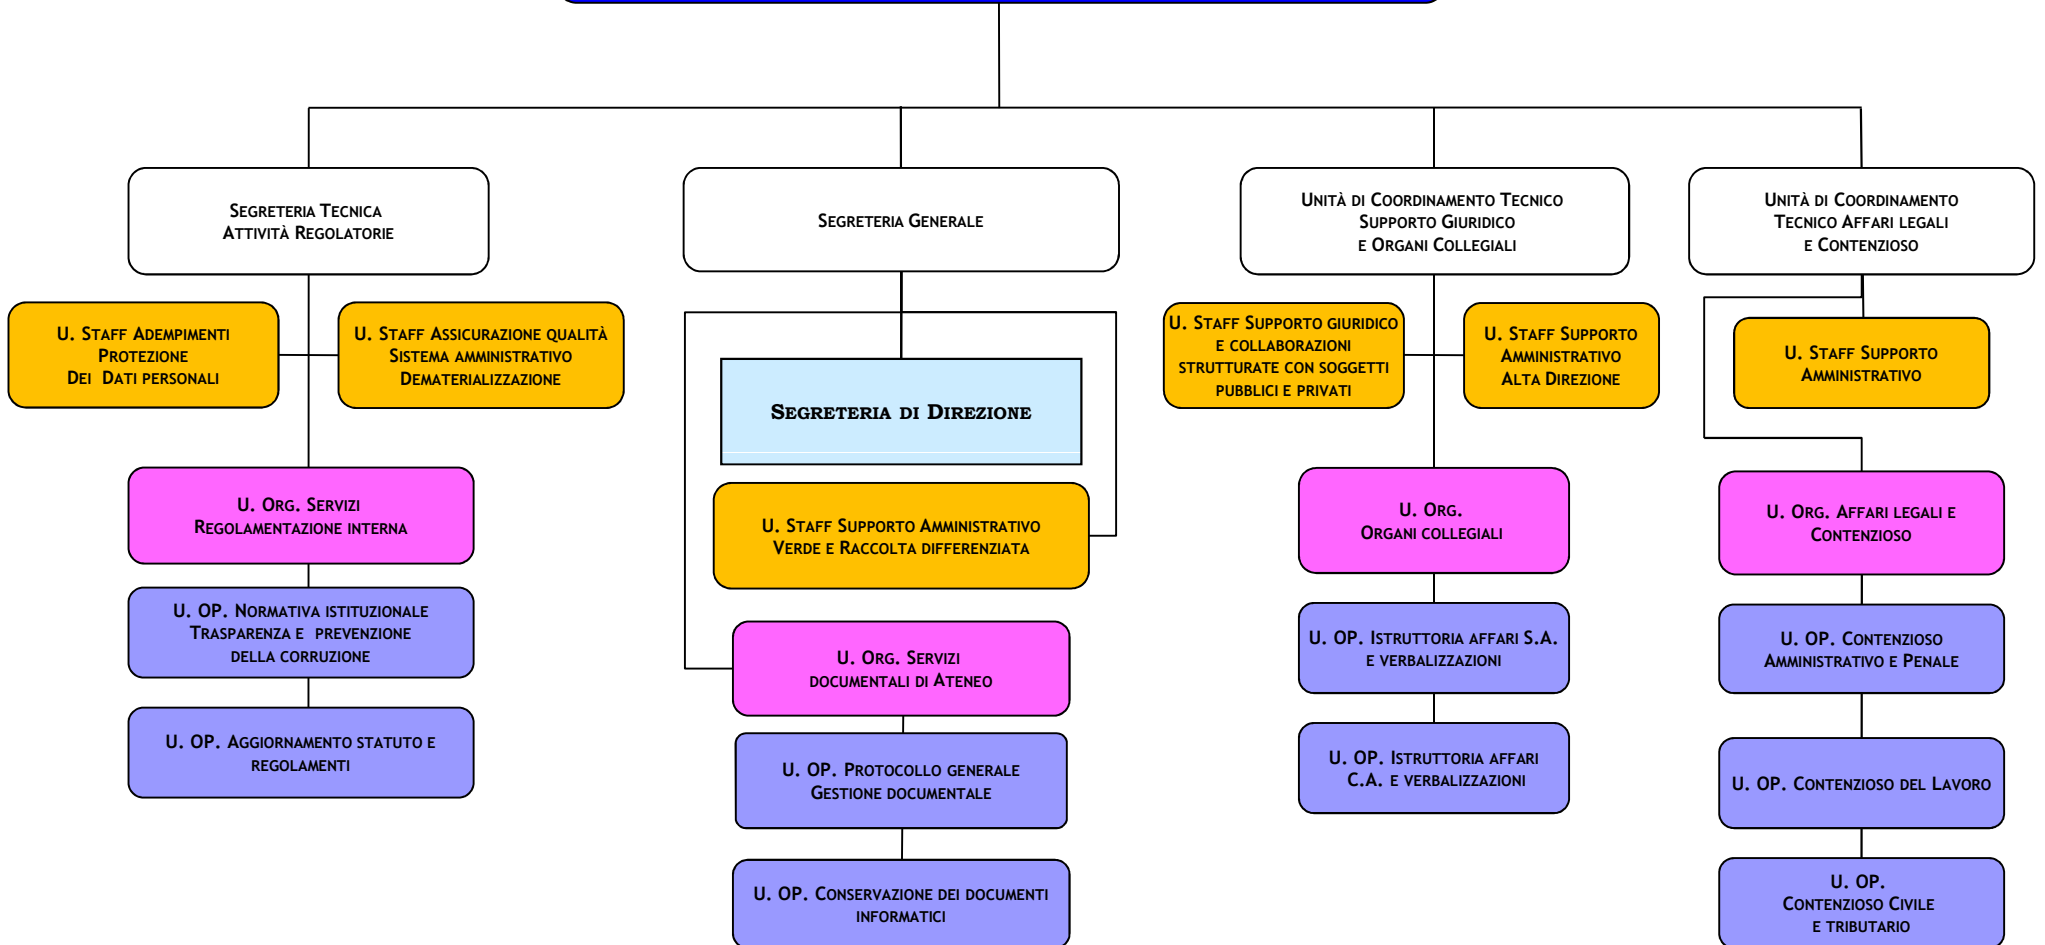 Segreteria Tecnica
Attività Regolatorie
Segreteria Generale
Unità di Coordinamento Tecnico
Supporto Giuridico
e Organi Collegiali
Unità di Coordinamento
Tecnico Affari legali
e Contenzioso
U. Staff Adempimenti
Protezione
Dei Dati personali
U. Staff Assicurazione qualità
Sistema amministrativo
Dematerializzazione
U. Staff Supporto giuridico
e collaborazioni
strutturate con soggetti
pubblici e privati
U. Staff Supporto
Amministrativo
Alta Direzione
U. Staff Supporto
Amministrativo
Segreteria di Direzione
U. Org. Servizi
Regolamentazione interna
U. Staff Supporto Amministrativo
Verde e Raccolta differenziata
U. Org.
Organi collegiali
U. Org. Affari legali e
Contenzioso
U. OP. Normativa istituzionale
Trasparenza e prevenzione
della corruzione
U. Org. Servizi
documentali di Ateneo
U. OP. Istruttoria affari S.A.
e verbalizzazioni
U. OP. Contenzioso
Amministrativo e Penale
U. OP. Aggiornamento statuto e
regolamenti
U. OP. Protocollo generale
Gestione documentale
U. OP. Istruttoria affari
C.A. e verbalizzazioni
U. OP. Contenzioso del Lavoro
U. OP. Conservazione dei documenti
informatici
U. OP.
Contenzioso Civile
e tributario